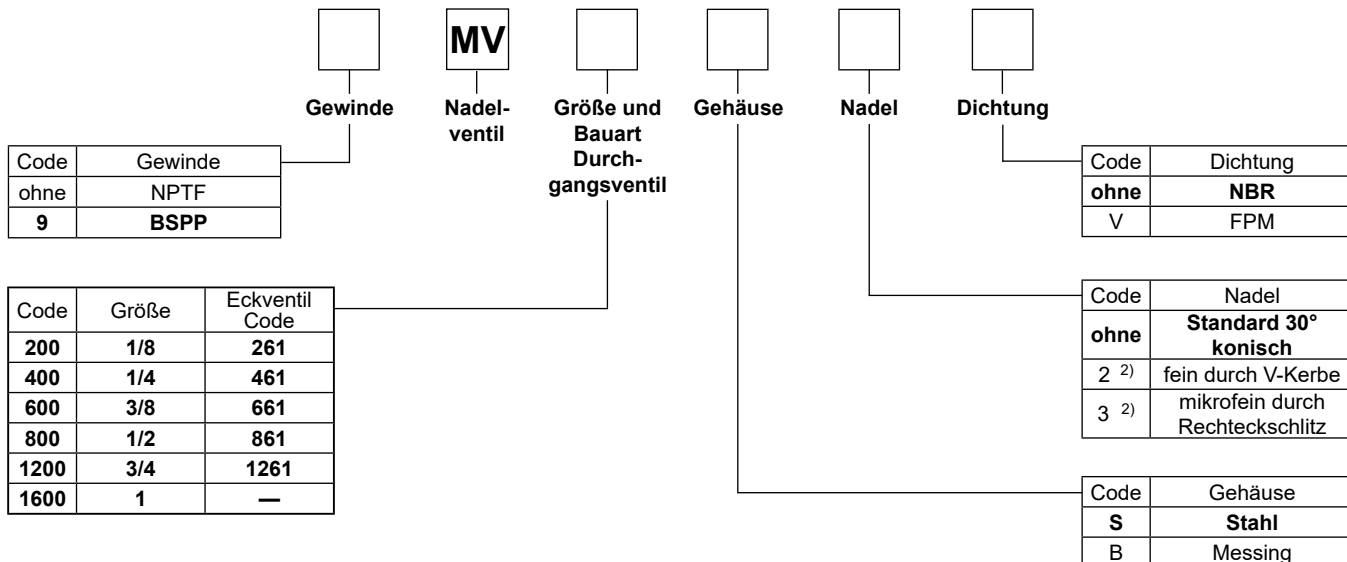 MV
Gewinde
Nadel-
ventil
Größe und
Bauart
Durch-
gangsventil
Gehäuse
Nadel
Dichtung
Code Gewinde
ohne NPTF
9 BSPP
Code Größe Eckventil Code
200 1/8 261
400 1/4 461
600 3/8 661
800 1/2 861
1200 3/4 1261
1600 1 —
Code Dichtung
ohne NBR
V FPM
Code Nadel
ohne Standard 30°
konisch
2 2) fein durch V-Kerbe
3 2) mikrofein durch
Rechteckschlitz
Code Gehäuse
S Stahl
B Messing